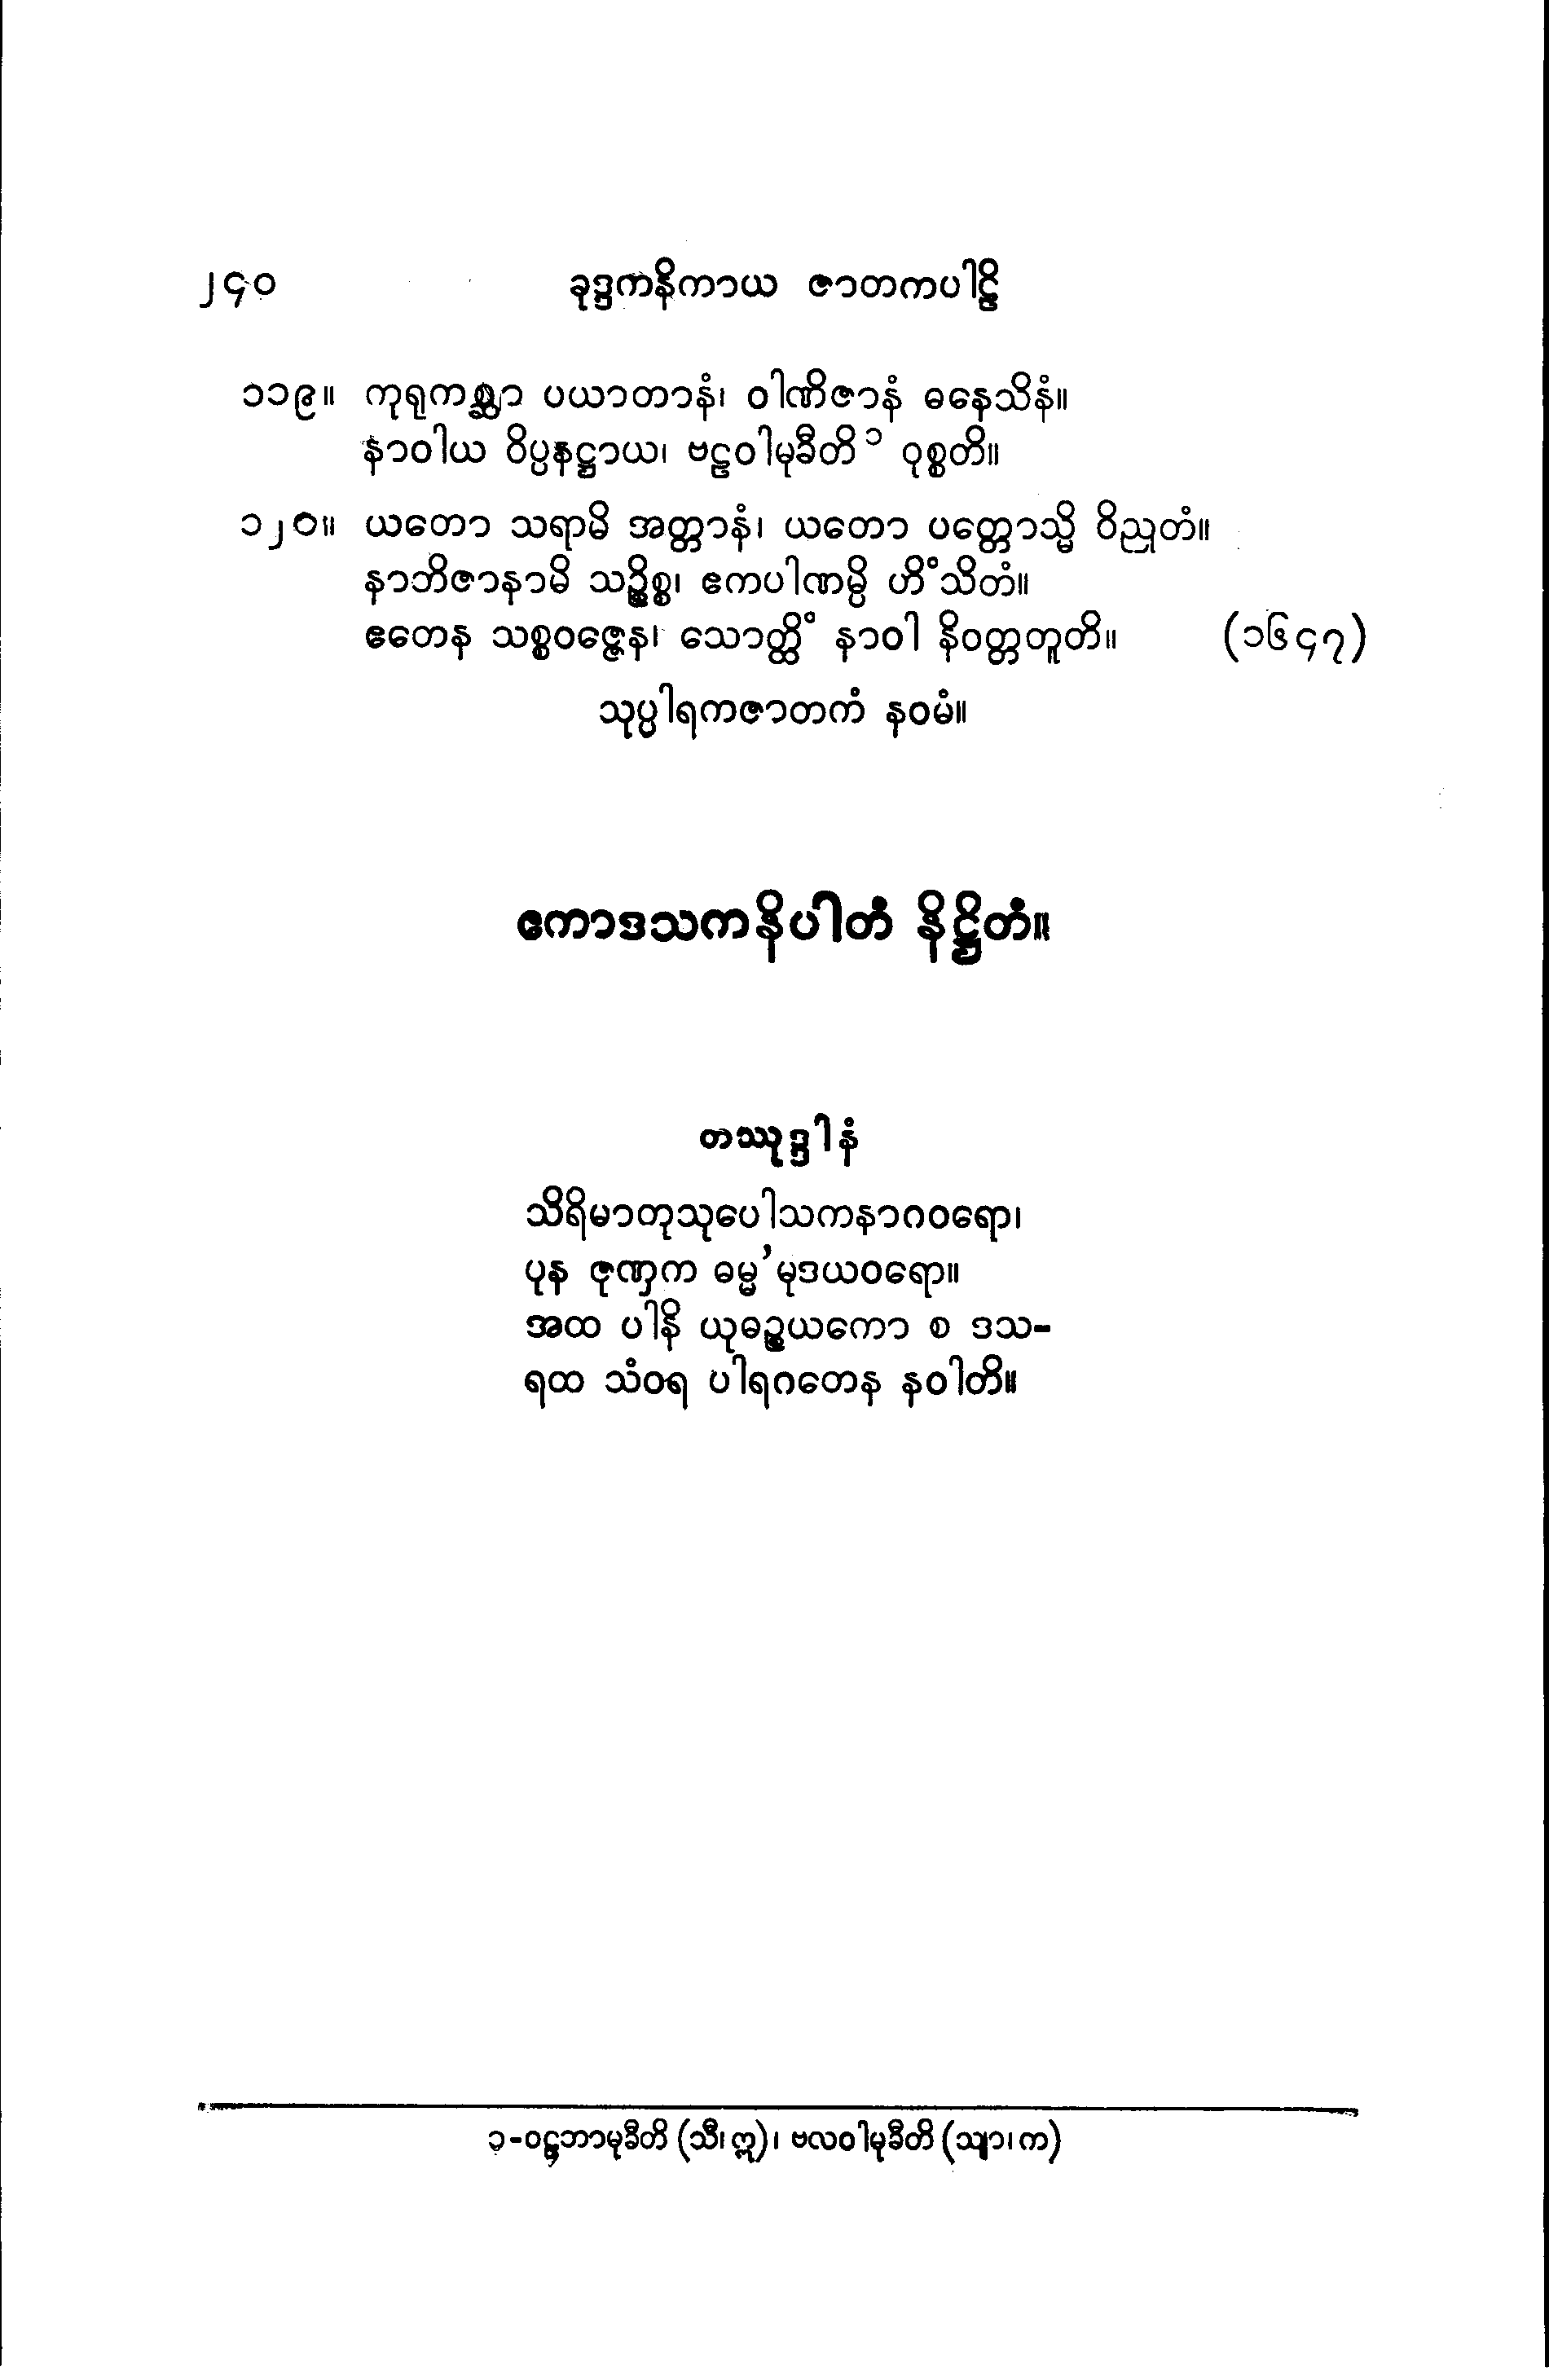 ၂၄၀ ခုဒ္ဒကနိကာယ ဇာတကပါဠိ
၁၁၉။ ကုရုကစ္ဆာ ပယာတာနံ၊ ဝါဏိဇာနံ ဓနေသိနံ။
နာဝါယ ဝိပ္ပနဋ္ဌာယ၊ ဗဠဝါမုခီတိ ၁ ဝုစ္စတိ။
၁၂၀။ ယတော သရာမိ အတ္တာနံ၊ ယတော ပတ္တောသ္မိ ဝိညုတံ။
နာဘိဇာနာမိ သဉ္စိစ္စ၊ ဧကပါဏမ္ပိ ဟိံသိတံ။
ဧတေန သစ္စဝဇ္ဇေန၊ သောတ္ထိံ နာဝါ နိဝတ္တတူတိ။ (၁၆၄၇)
သုပ္ပါရကဇာတကံ နဝမံ။
ဧကာဒသကနိပါတံ နိဋ္ဌိတံ။
တဿုဒ္ဒါနံ
သိရိမာတုသုပေါသကနာဂဝရော၊
ပုန ဇုဏှက ဓမ္မ’မုဒယဝရော။
အထ ပါနိ ယုဓဉ္စယကော စ ဒသ-
ရထ သံဝရ ပါရဂတေန နဝါတိ။
၁-ဝဠဘာမုခီတိ (သီ၊ ဣ)၊ ဗလဝါမုခီတိ (သျာ၊ က)